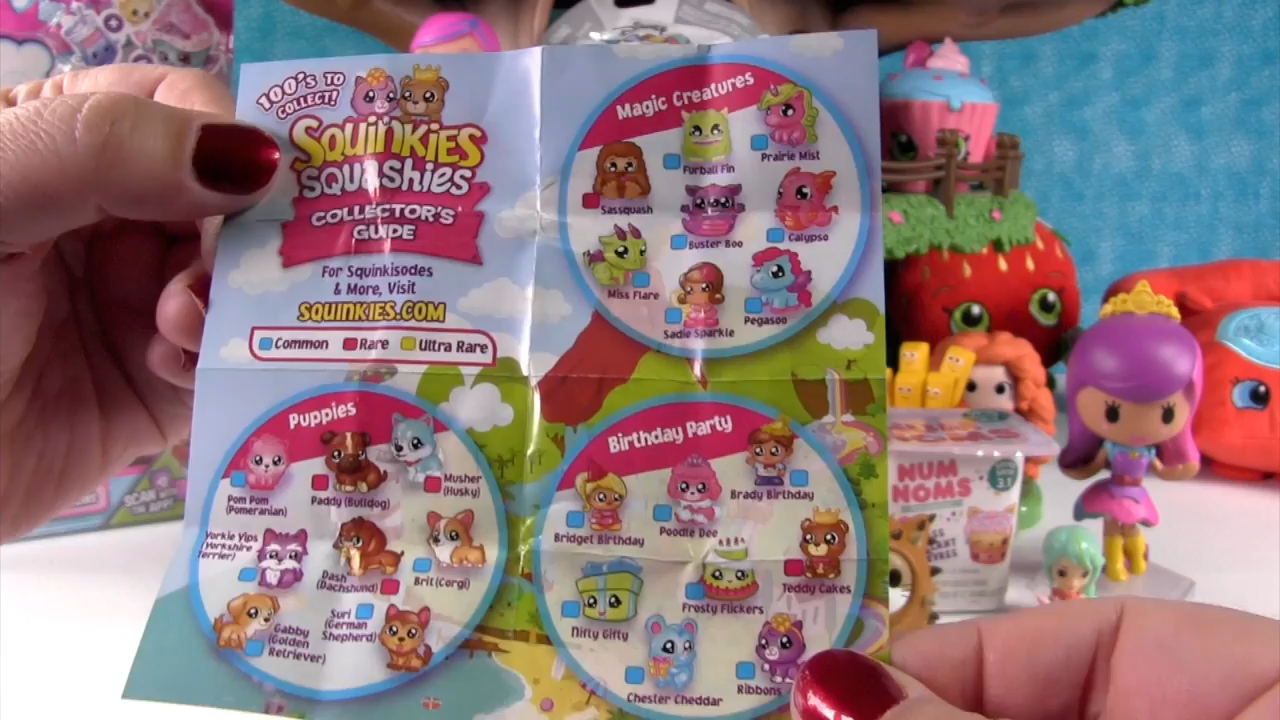 100's TO
COLLECT!
SQUINKIES
SQUASHIES
COLLECTOR'S
GUIDE
For Squinkisodes
& More, Visit
SQUINKIES.COM
Common Rare Ultra Rare
Magic Creatures
Furball Fin
Prairie Mist
Sassquash
Buster Boo
Calypso
Miss Flare
Sadie Sparkle
Pegasoo
Puppies
Pom Pom
(Pomeranian)
Paddy (Bulldog)
Musher
(Husky)
Yorkie Yips
(Yorkshire
Terrier)
Dash
(Dachshund)
Brit (Corgi)
Gabby
(Golden
Retriever)
Suri
(German
Shepherd)
Birthday Party
Bridget Birthday
Poodle Dee
Brady Birthday
Nifty Gifty
Frosty Flickers
Teddy Cakes
Chester Cheddar
Ribbons
NUM
NOMS